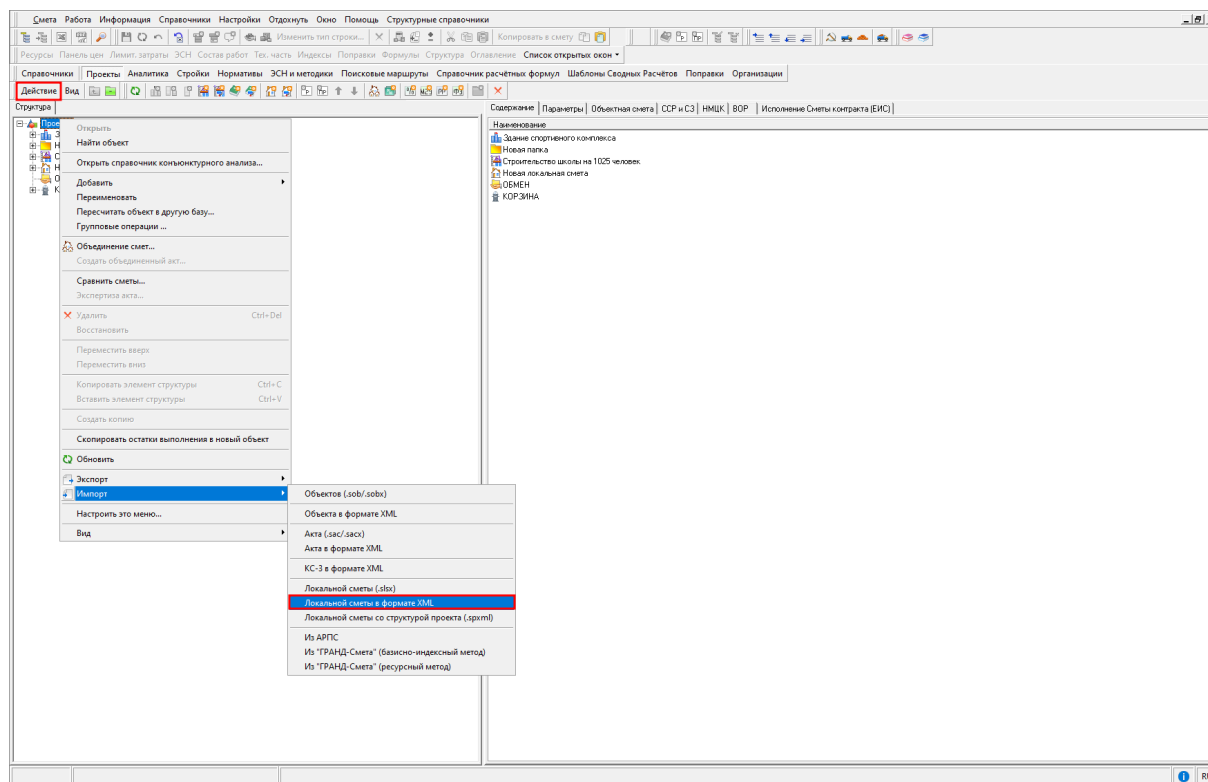 Смета Работа Информация Справочники Настройки Отдохнуть Окно Помощь Структурные справочники
Изменить тип строки... Копировать в смету
Ресурсы Панель цен Лимит. затраты ЭСН Состав работ Тех. часть Индексы Поправки Формулы Структура Оглавление Список открытых окон
Справочники Проекты Аналитика Стройки Нормативы ЭСН и методики Поисковые маршруты Справочник расчётных формул Шаблоны Сводных Расчётов Поправки Организации
Действие Вид
Структура
Содержание Параметры Объектная смета ССР и СЗ НМЦК ВОР Исполнение Сметы контракта (ЕИС)
Наименование
Здание спортивного комплекса
Новая папка
Строительство школы на 1025 человек
Новая локальная смета
ОБМЕН
КОРЗИНА
Прое
З
Н
С
Н
О
К
Открыть
Найти объект
Открыть справочник конъюнктурного анализа...
Добавить
Переименовать
Пересчитать объект в другую базу...
Групповые операции ...
Объединение смет...
Создать объединенный акт...
Сравнить сметы...
Экспертиза акта...
Удалить Ctrl+Del
Восстановить
Переместить вверх
Переместить вниз
Копировать элемент структуры Ctrl+C
Вставить элемент структуры Ctrl+V
Создать копию
Скопировать остатки выполнения в новый объект
Обновить
Экспорт
Импорт
Настроить это меню...
Вид
Объектов (.sob/.sobx)
Объекта в формате XML
Акта (.sac/.sacx)
Акта в формате XML
КС-3 в формате XML
Локальной сметы (.slsx)
Локальной сметы в формате XML
Локальной сметы со структурой проекта (.spxml)
Из АРПС
Из "ГРАНД-Смета" (базисно-индексный метод)
Из "ГРАНД-Смета" (ресурсный метод)